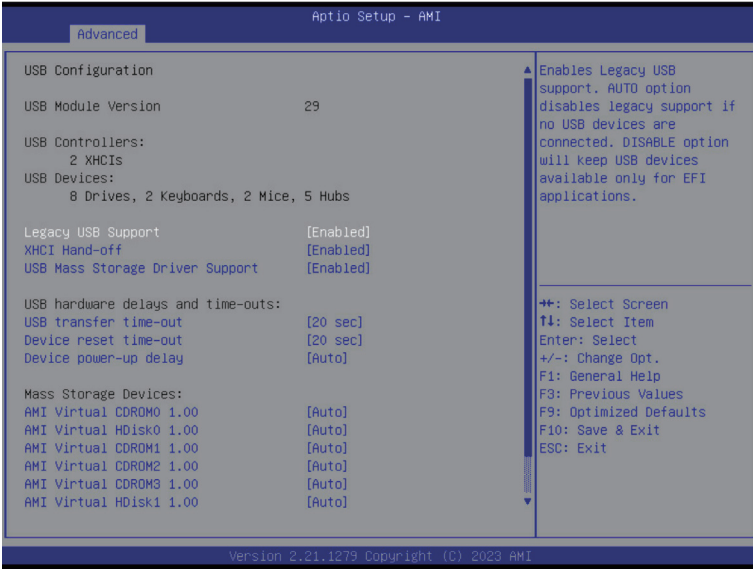 Aptio Setup - AMI
Advanced
USB Configuration
USB Module Version 29
USB Controllers:
2 XHCIs
USB Devices:
8 Drives, 2 Keyboards, 2 Mice, 5 Hubs
Legacy USB Support [Enabled]
XHCI Hand-off [Enabled]
USB Mass Storage Driver Support [Enabled]
USB hardware delays and time-outs:
USB transfer time-out [20 sec]
Device reset time-out [20 sec]
Device power-up delay [Auto]
Mass Storage Devices:
AMI Virtual CDROM0 1.00 [Auto]
AMI Virtual HDisk0 1.00 [Auto]
AMI Virtual CDROM1 1.00 [Auto]
AMI Virtual CDROM2 1.00 [Auto]
AMI Virtual CDROM3 1.00 [Auto]
AMI Virtual HDisk1 1.00 [Auto]
Enables Legacy USB
support. AUTO option
disables legacy support if
no USB devices are
connected. DISABLE option
will keep USB devices
available only for EFI
applications.
→←: Select Screen
↑↓: Select Item
Enter: Select
+/-: Change Opt.
F1: General Help
F3: Previous Values
F9: Optimized Defaults
F10: Save & Exit
ESC: Exit
Version 2.21.1279 Copyright (C) 2023 AMI